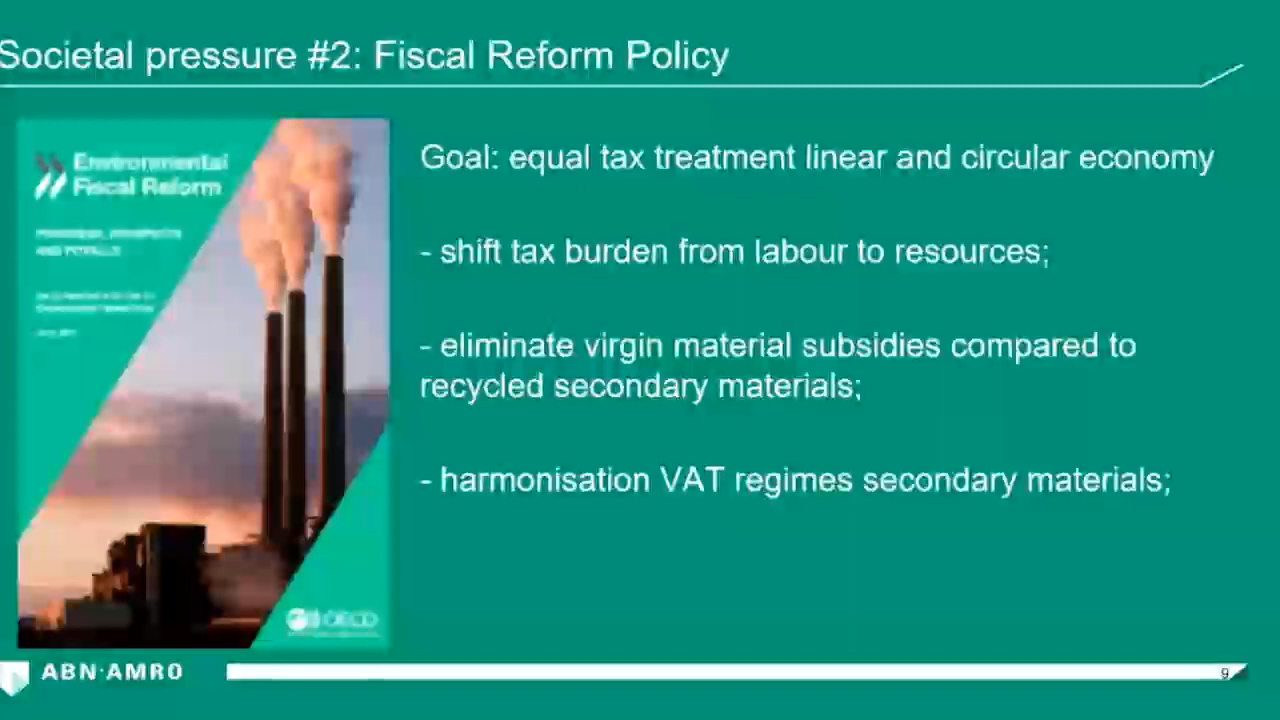 Societal pressure #2: Fiscal Reform Policy
Environmental
Fiscal Reform
OECD
Goal: equal tax treatment linear and circular economy
- shift tax burden from labour to resources;
- eliminate virgin material subsidies compared to
recycled secondary materials;
- harmonisation VAT regimes secondary materials;
ABN·AMRO
9